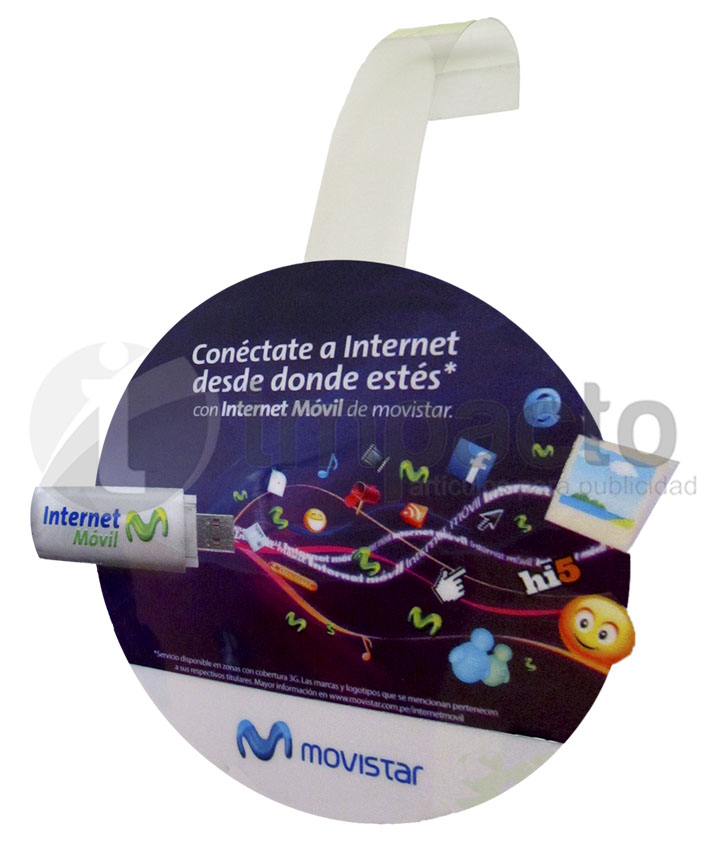 Conéctate a Internet
desde donde estés*
con Internet Móvil de movistar.
impacto
artículos para publicidad
Internet
Móvil
hi5
*Servicio disponible en zonas con cobertura 3G. Las marcas y logotipos que se mencionan pertenecen
a sus respectivos titulares. Mayor información en www.movistar.com.pe/internetmovil
movistar